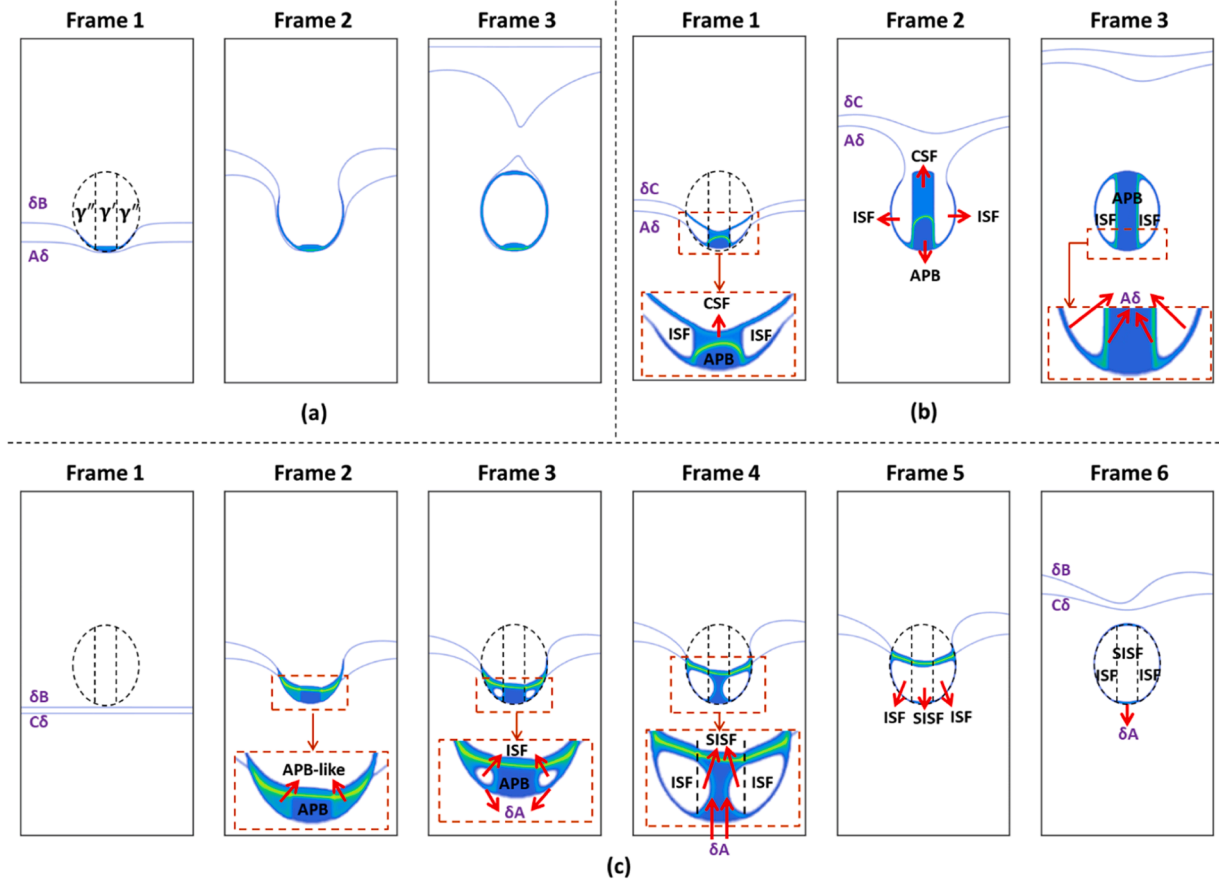 Frame 1
Frame 2
Frame 3
δB
γ″ γ′ γ″
Aδ
(a)
Frame 1
Frame 2
Frame 3
δC
Aδ
CSF
ISF
ISF
APB
δC
Aδ
CSF
ISF
ISF
APB
APB
ISF
ISF
Aδ
(b)
Frame 1
Frame 2
Frame 3
Frame 4
Frame 5
Frame 6
δB
Cδ
APB-like
APB
ISF
APB
δA
SISF
ISF
ISF
δA
ISF SISF ISF
δB
Cδ
SISF
ISF
ISF
δA
(c)